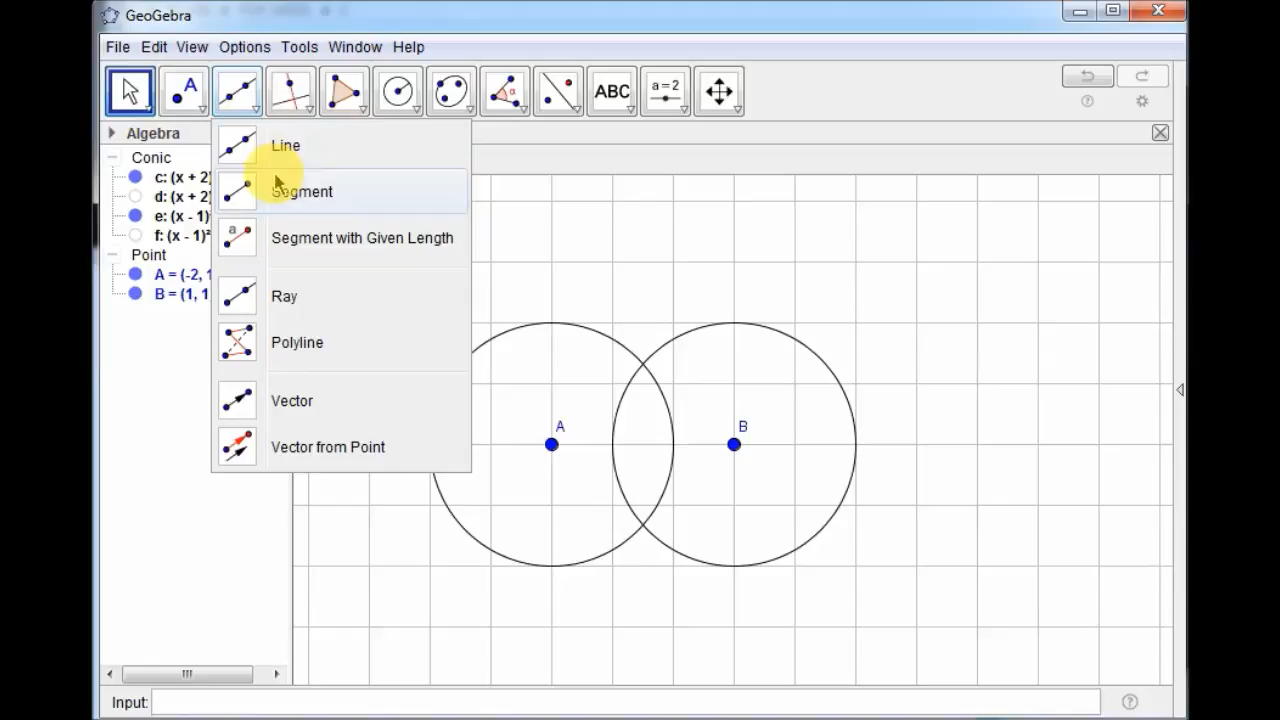 GeoGebra
File Edit View Options Tools Window Help
A
α
ABC
a=2
Algebra
Conic
c: (x + 2)
d: (x + 2)
e: (x - 1)
f: (x - 1)²
Point
A = (-2, 1
B = (1, 1
Line
Segment
a
Segment with Given Length
Ray
Polyline
Vector
Vector from Point
A
B
Input: